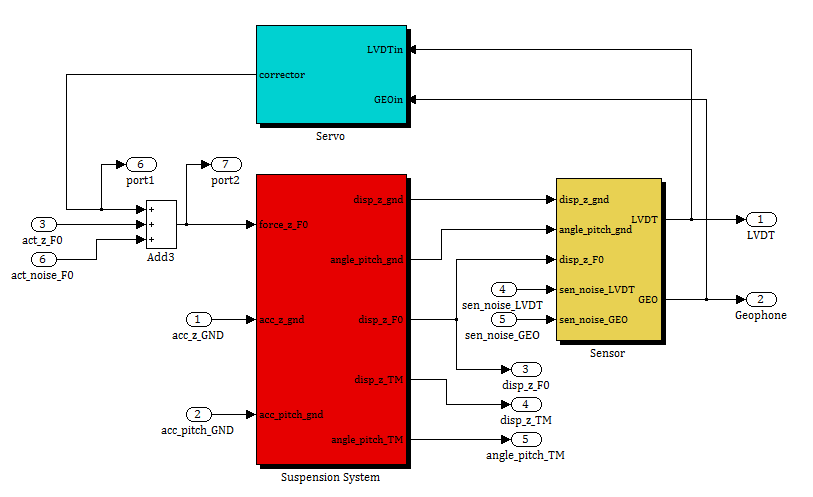 LVDTin
corrector
GEOin
Servo
6
port1
7
port2
3
act_z_F0
6
act_noise_F0
+
+
+
Add3
force_z_F0
disp_z_gnd
angle_pitch_gnd
1
acc_z_GND
acc_z_gnd
disp_z_F0
disp_z_TM
2
acc_pitch_GND
acc_pitch_gnd
angle_pitch_TM
Suspension System
disp_z_gnd
LVDT
angle_pitch_gnd
disp_z_F0
4
sen_noise_LVDT
sen_noise_LVDT
GEO
5
sen_noise_GEO
sen_noise_GEO
Sensor
1
LVDT
2
Geophone
3
disp_z_F0
4
disp_z_TM
5
angle_pitch_TM